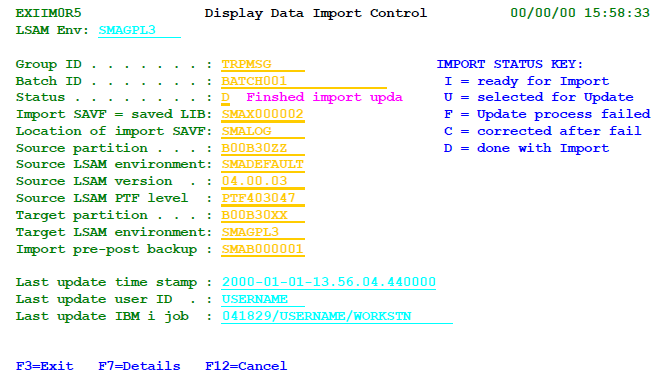 EXIIM0R5 Display Data Import Control 00/00/00 15:58:33
LSAM Env: SMAGPL3
Group ID . . . . . . . : TRPMSG IMPORT STATUS KEY:
Batch ID . . . . . . . : BATCH001 I = ready for Import
Status . . . . . . . . : D Finshed import upda U = selected for Update
Import SAVF = saved LIB: SMAX000002 F = Update process failed
Location of import SAVF: SMALOG C = corrected after fail
Source partition . . . : B00B30ZZ D = done with Import
Source LSAM environment: SMADEFAULT
Source LSAM version . : 04.00.03
Source LSAM PTF level : PTF403047
Target partition . . . : B00B30XX
Target LSAM environment: SMAGPL3
Import pre-post backup : SMAB000001
Last update time stamp : 2000-01-01-13.56.04.440000
Last update user ID . : USERNAME
Last update IBM i job : 041829/USERNAME/WORKSTN
F3=Exit F7=Details F12=Cancel